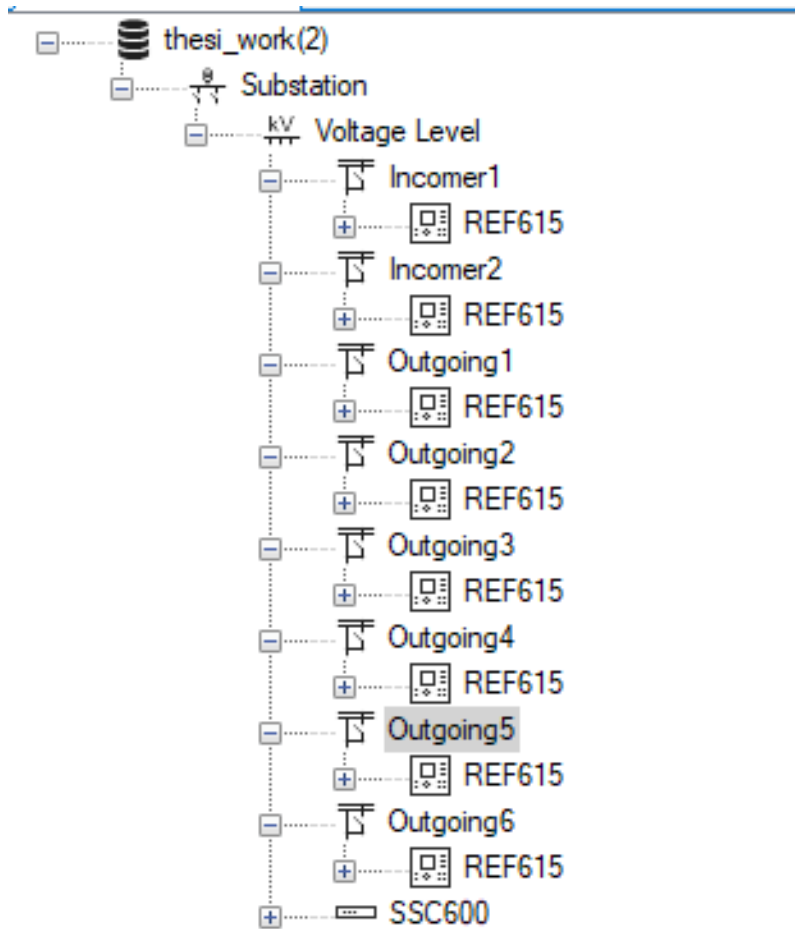 thesi_work(2)
Substation
kV Voltage Level
Incomer1
REF615
Incomer2
REF615
Outgoing1
REF615
Outgoing2
REF615
Outgoing3
REF615
Outgoing4
REF615
Outgoing5
REF615
Outgoing6
REF615
SSC600